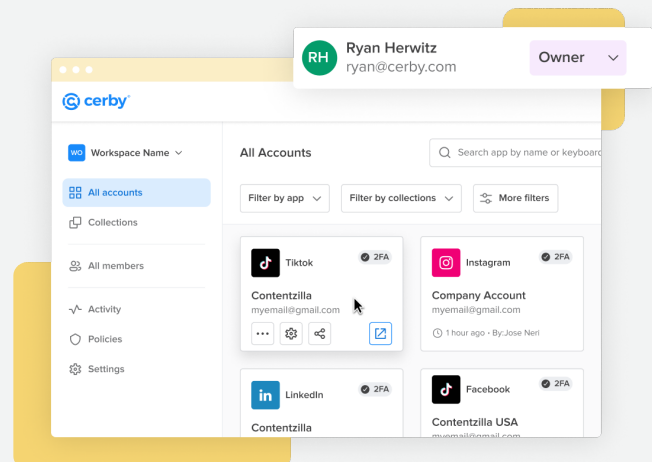 RH
Ryan Herwitz
ryan@cerby.com
Owner
cerby
WO Workspace Name
All accounts
Collections
All members
Activity
Policies
Settings
All Accounts
Search app by name or keyboard
Filter by app
Filter by collections
More filters
Tiktok
2FA
Contentzilla
myemail@gmail.com
Instagram
2FA
Company Account
myemail@gmail.com
1 hour ago • By:Jose Neri
LinkedIn
2FA
Contentzilla
Facebook
2FA
Contentzilla USA
myemail@gmail.com